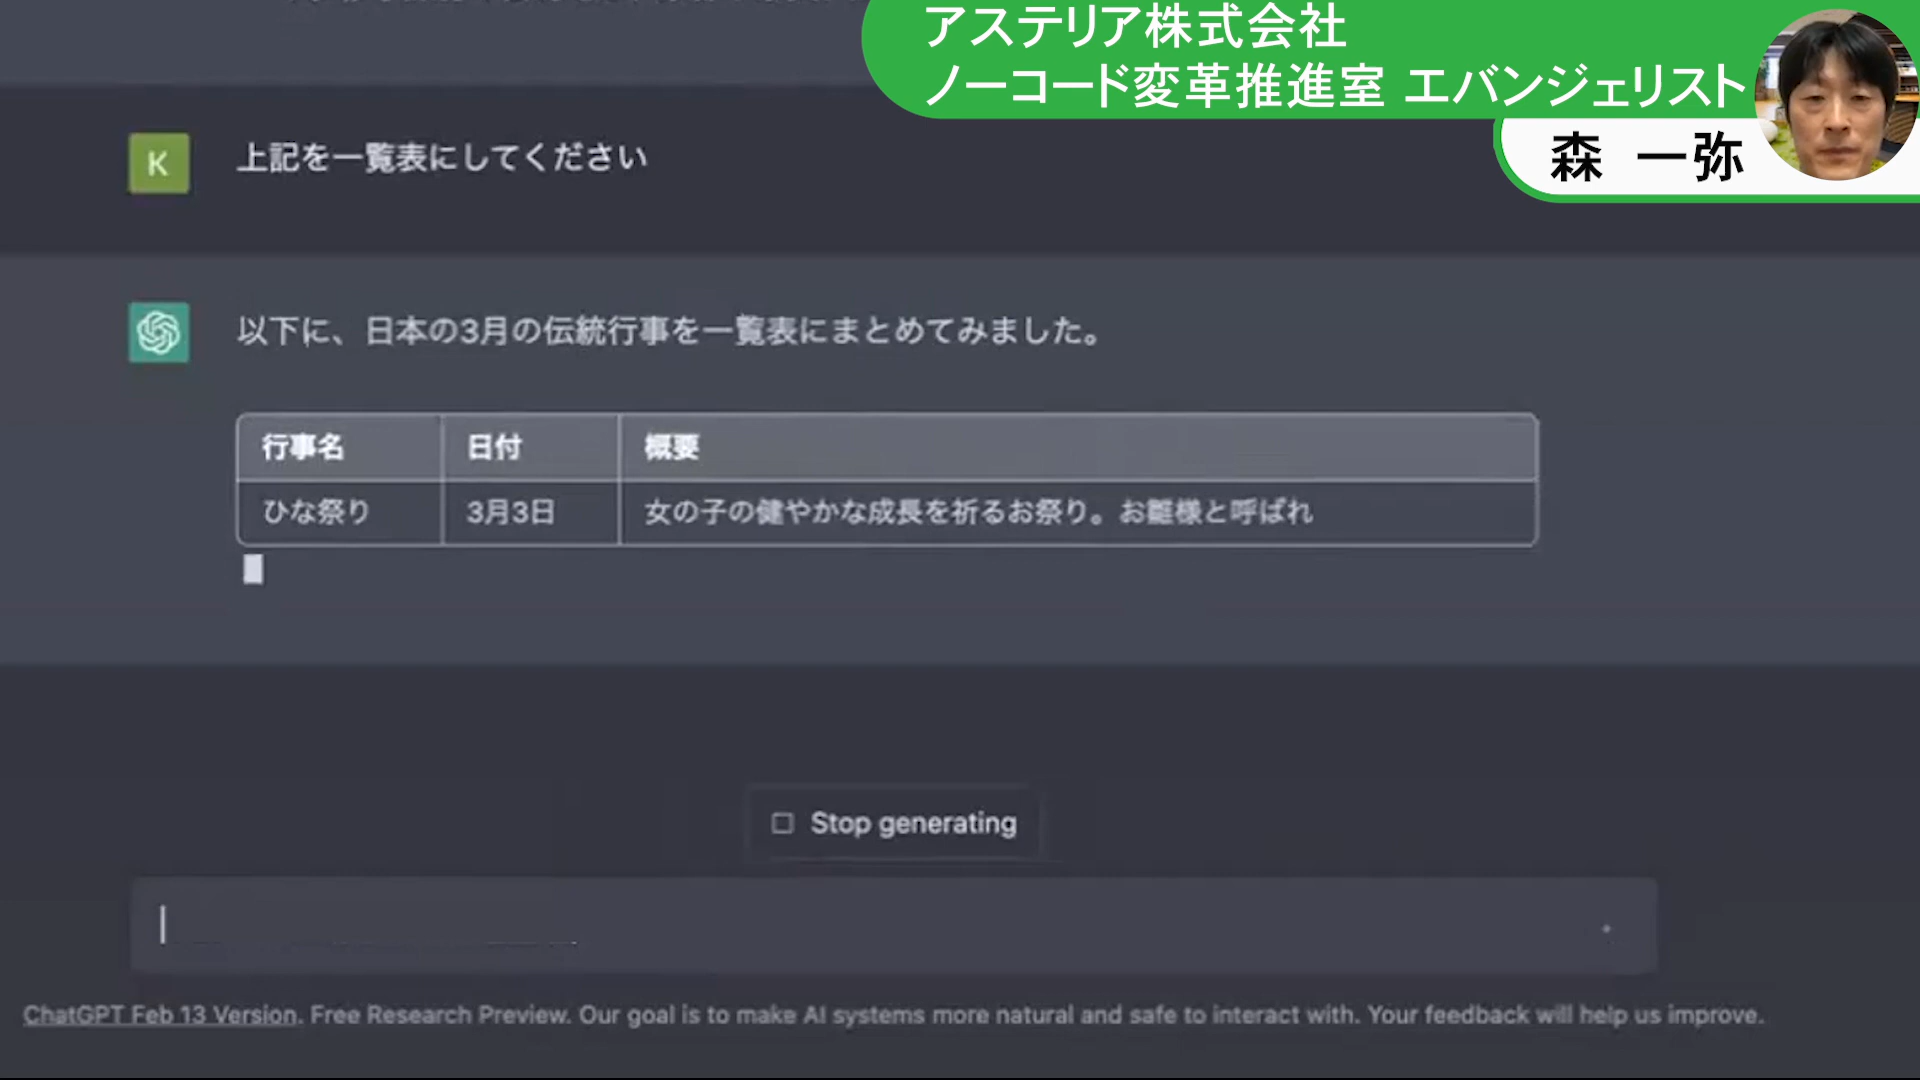 アステリア株式会社
ノーコード変革推進室 エバンジェリスト
森 一弥
K
上記を一覧表にしてください
以下に、日本の3月の伝統行事を一覧表にまとめてみました。
行事名 日付 概要
ひな祭り 3月3日 女の子の健やかな成長を祈るお祭り。お雛様と呼ばれ
Stop generating
ChatGPT Feb 13 Version. Free Research Preview. Our goal is to make AI systems more natural and safe to interact with. Your feedback will help us improve.